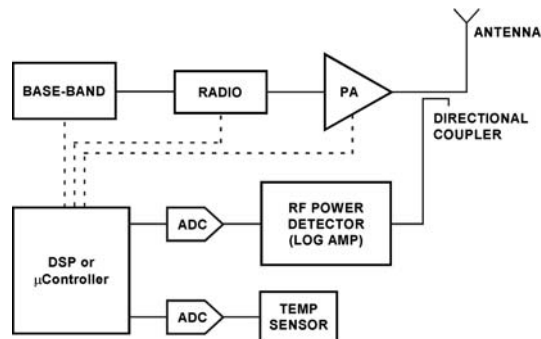 ANTENNA
BASE-BAND
RADIO
PA
DIRECTIONAL
COUPLER
DSP or
μController
ADC
RF POWER
DETECTOR
(LOG AMP)
ADC
TEMP
SENSOR